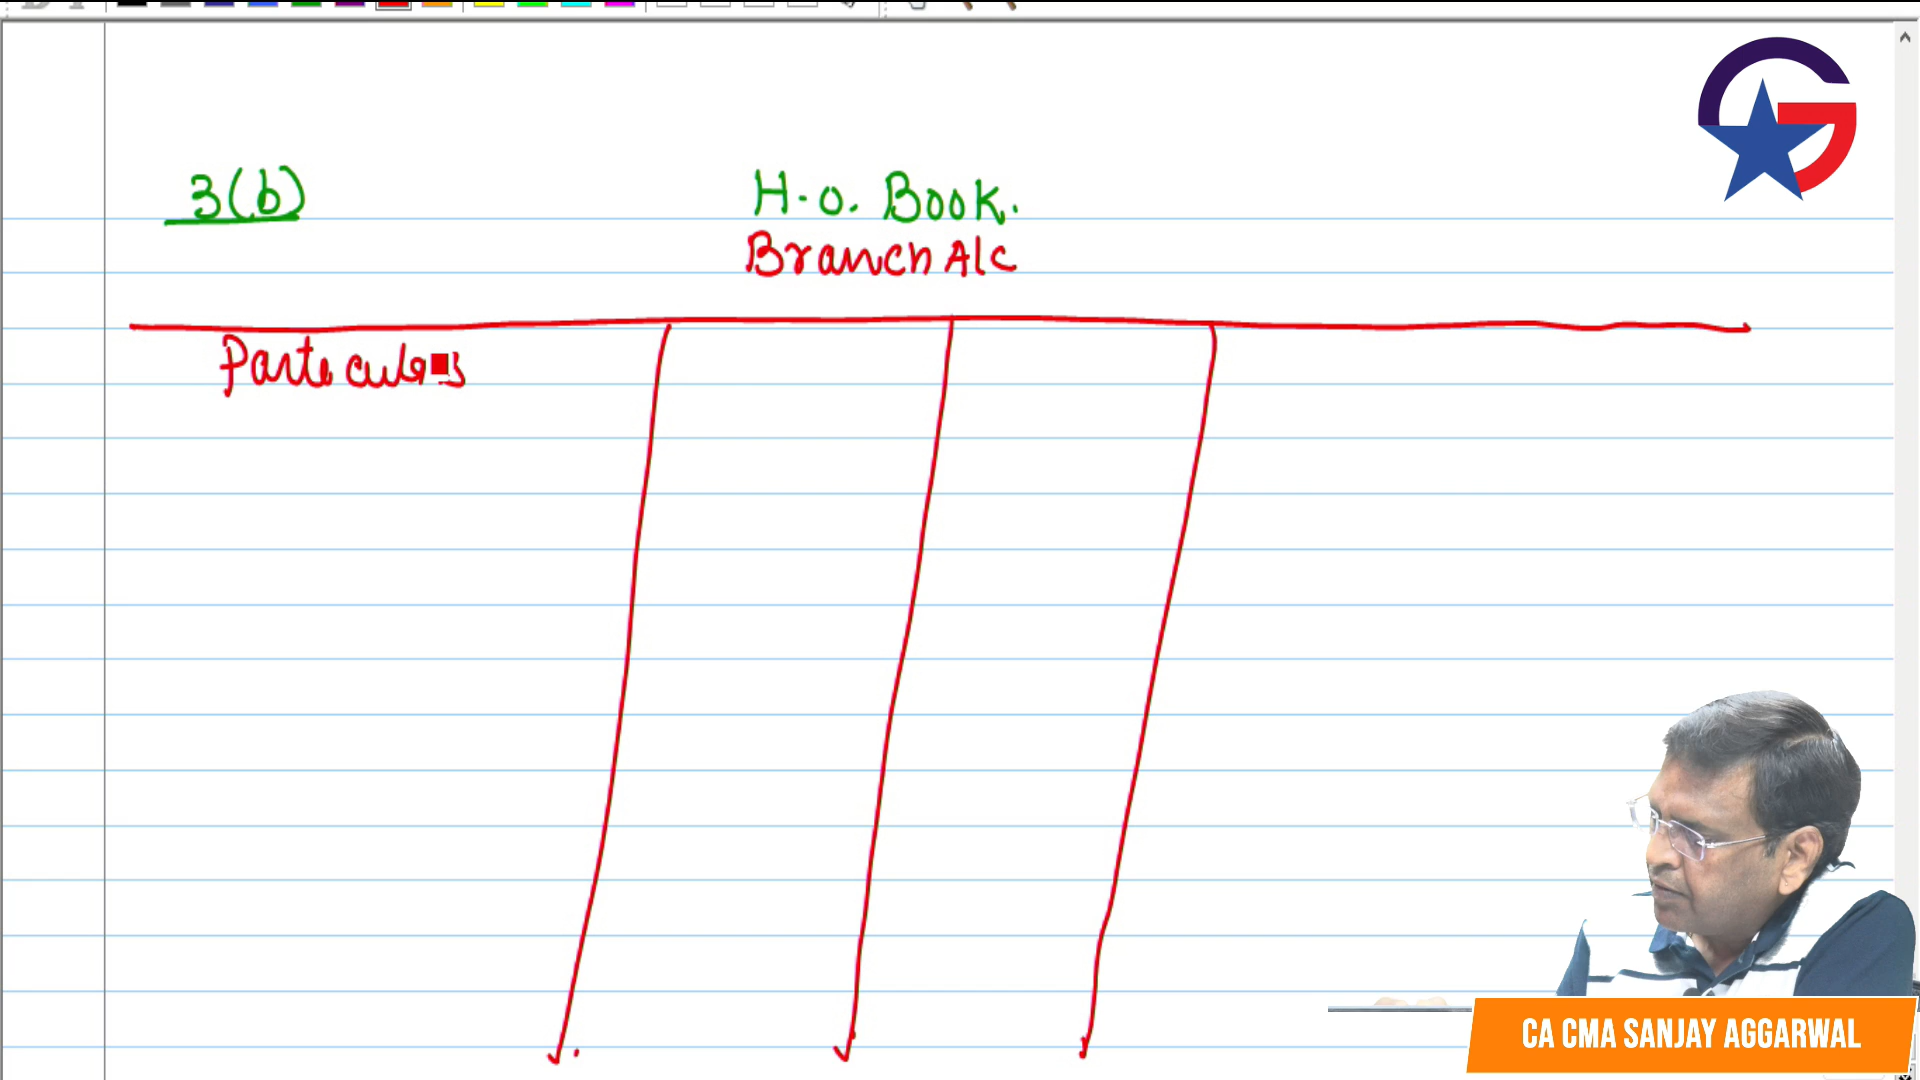 3(b)
H.O. Book.
Branch A/c
Particulars
CA CMA SANJAY AGGARWAL